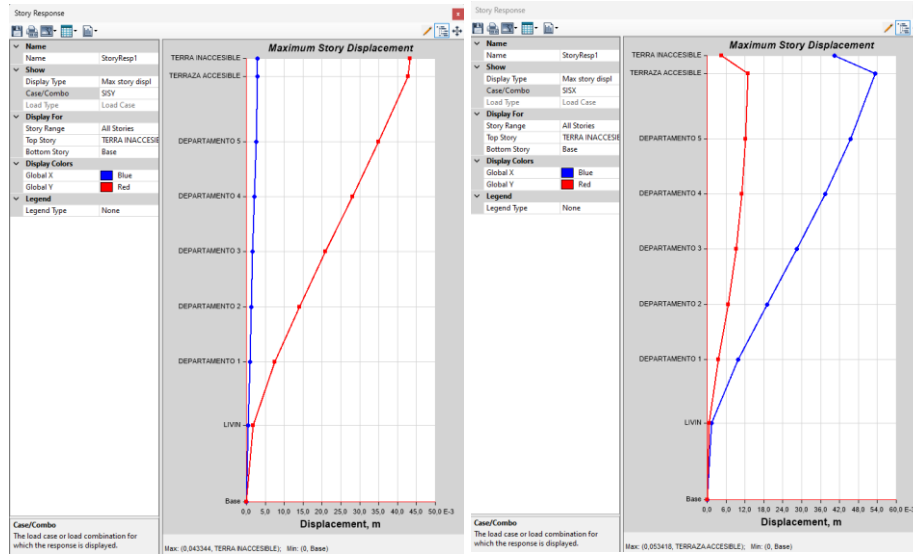 Story Response
Name
Name StoryResp1
Show
Display Type Max story displ
Case/Combo SISY
Load Type Load Case
Display For
Story Range All Stories
Top Story TERRA INACCESIE
Bottom Story Base
Display Colors
Global X Blue
Global Y Red
Legend
Legend Type None
Case/Combo
The load case or load combination for
which the response is displayed.
Maximum Story Displacement
TERRA INACCESIBLE
TERRAZA ACCESIBLE
DEPARTAMENTO 5
DEPARTAMENTO 4
DEPARTAMENTO 3
DEPARTAMENTO 2
DEPARTAMENTO 1
LIVIN
Base
0,0 5,0 10,0 15,0 20,0 25,0 30,0 35,0 40,0 45,0 50,0 E-3
Displacement, m
Max: (0,043344, TERRA INACCESIBLE); Min: (0, Base)
Story Response
Name
Name StoryResp1
Show
Display Type Max story displ
Case/Combo SISX
Load Type Load Case
Display For
Story Range All Stories
Top Story TERRA INACCESIE
Bottom Story Base
Display Colors
Global X Blue
Global Y Red
Legend
Legend Type None
Case/Combo
The load case or load combination for
which the response is displayed.
Maximum Story Displacement
TERRA INACCESIBLE
TERRAZA ACCESIBLE
DEPARTAMENTO 5
DEPARTAMENTO 4
DEPARTAMENTO 3
DEPARTAMENTO 2
DEPARTAMENTO 1
LIVIN
Base
0,0 6,0 12,0 18,0 24,0 30,0 36,0 42,0 48,0 54,0 60,0 E-3
Displacement, m
Max: (0,053418, TERRAZA ACCESIBLE); Min: (0, Base)